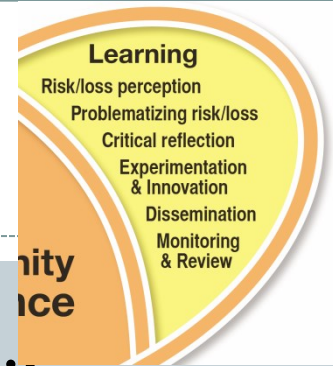 Learning
Risk/loss perception
Problematizing risk/loss
Critical reflection
Experimentation
& Innovation
Dissemination
Monitoring
& Review
nity
nce